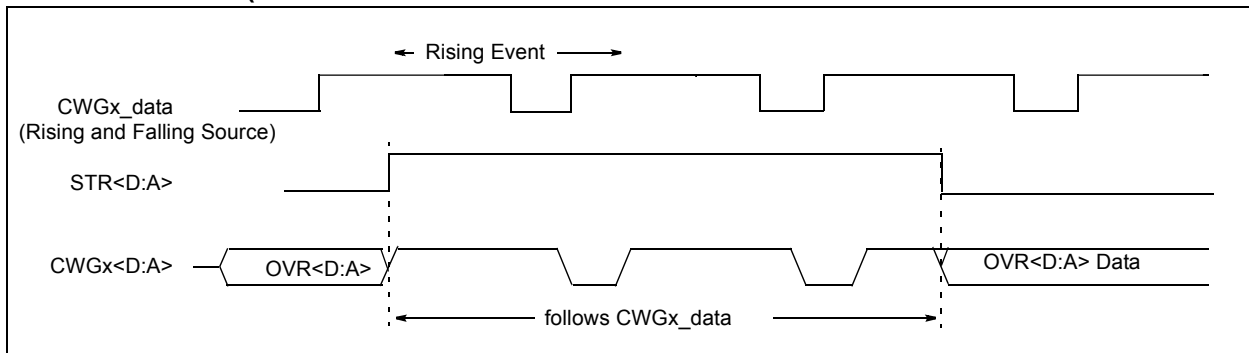 Rising Event
CWGx_data
(Rising and Falling Source)
STR<D:A>
CWGx<D:A>
OVR<D:A>
OVR<D:A> Data
follows CWGx_data